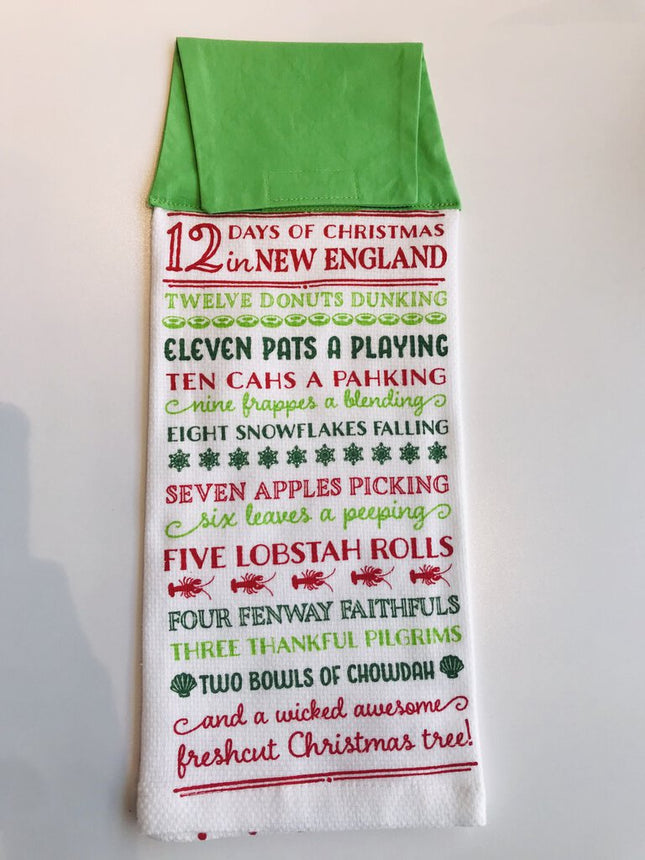 12 DAYS OF CHRISTMAS
in NEW ENGLAND
TWELVE DONUTS DUNKING
ELEVEN PATS A PLAYING
TEN CAHS A PAHKING
nine frappes a blending
EIGHT SNOWFLAKES FALLING
SEVEN APPLES PICKING
six leaves a peeping
FIVE LOBSTAH ROLLS
FOUR FENWAY FAITHFULS
THREE THANKFUL PILGRIMS
TWO BOWLS OF CHOWDAH
and a wicked awesome
freshcut Christmas tree!